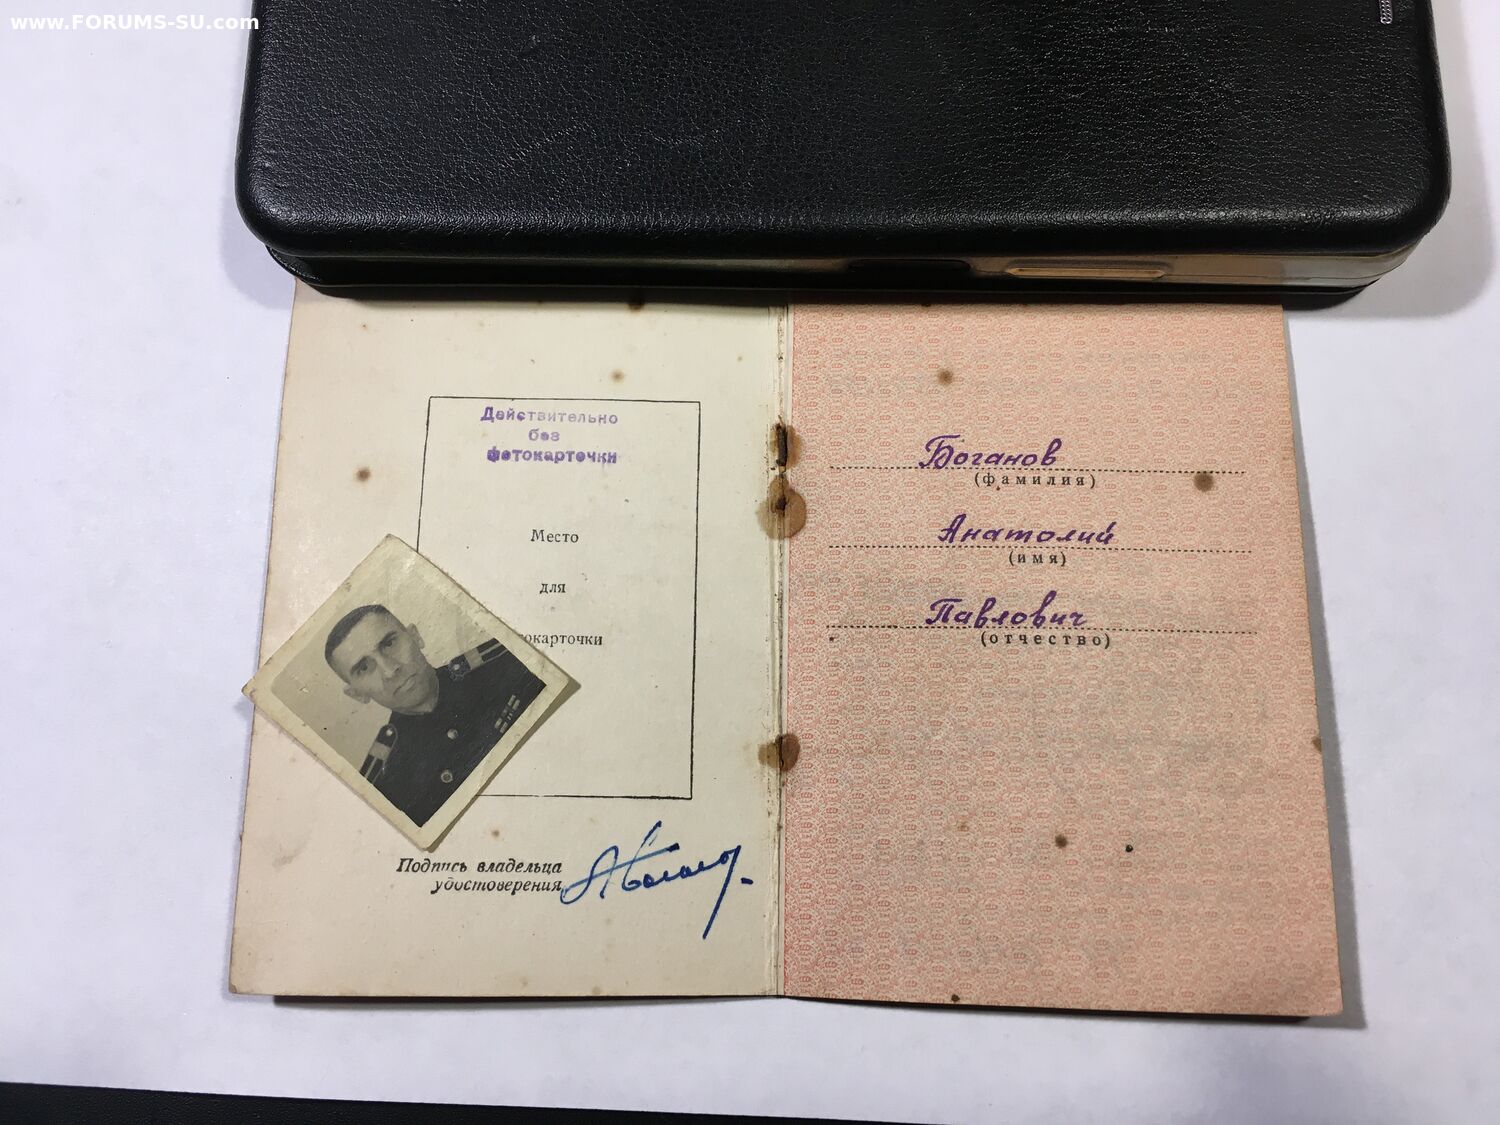 www.FORUMS-SU.com
Действительно
без
фотокарточки
Место
для
токарточки
Подпись владельца
удостоверения
Боганов
(фамилия)
Анатолий
(имя)
Павлович
(отчество)